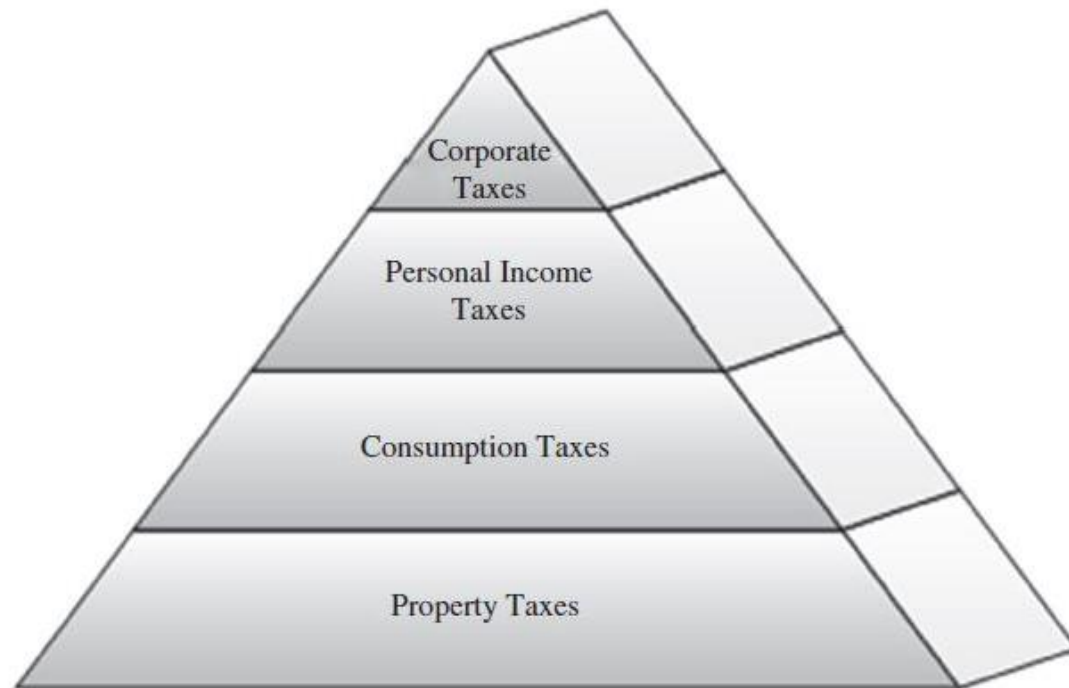 Corporate
Taxes
Personal Income
Taxes
Consumption Taxes
Property Taxes